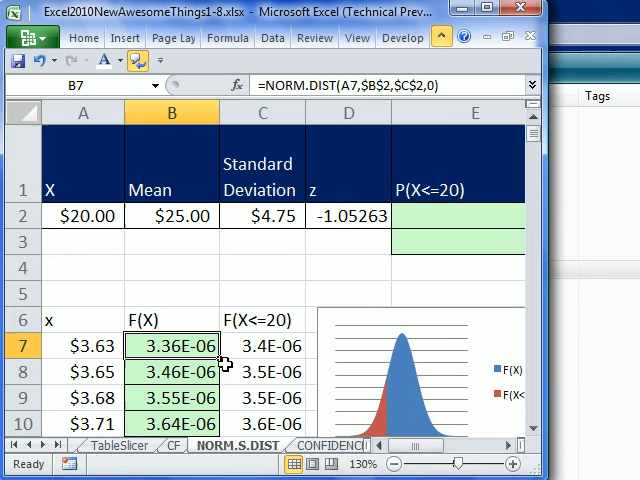 Excel2010NewAwesomeThings1-8.xlsx - Microsoft Excel (Technical Prev...
Home Insert Page La Formula Data Review View Develop
B7 fx =NORM.DIST(A7,$B$2,$C$2,0)
Tags
A B C D E
1 X Mean Standard Deviation z P(X<=20)
2 $20.00 $25.00 $4.75 -1.05263
3
4
5
6 x F(X) F(X<=20)
7 $3.63 3.36E-06 3.4E-06
8 $3.65 3.46E-06 3.5E-06
9 $3.68 3.55E-06 3.5E-06
10 $3.71 3.64E-06 3.6E-06
F(X)
F(X<
TableSlicer CF NORM.S.DIST CONFIDENC
Ready 130%